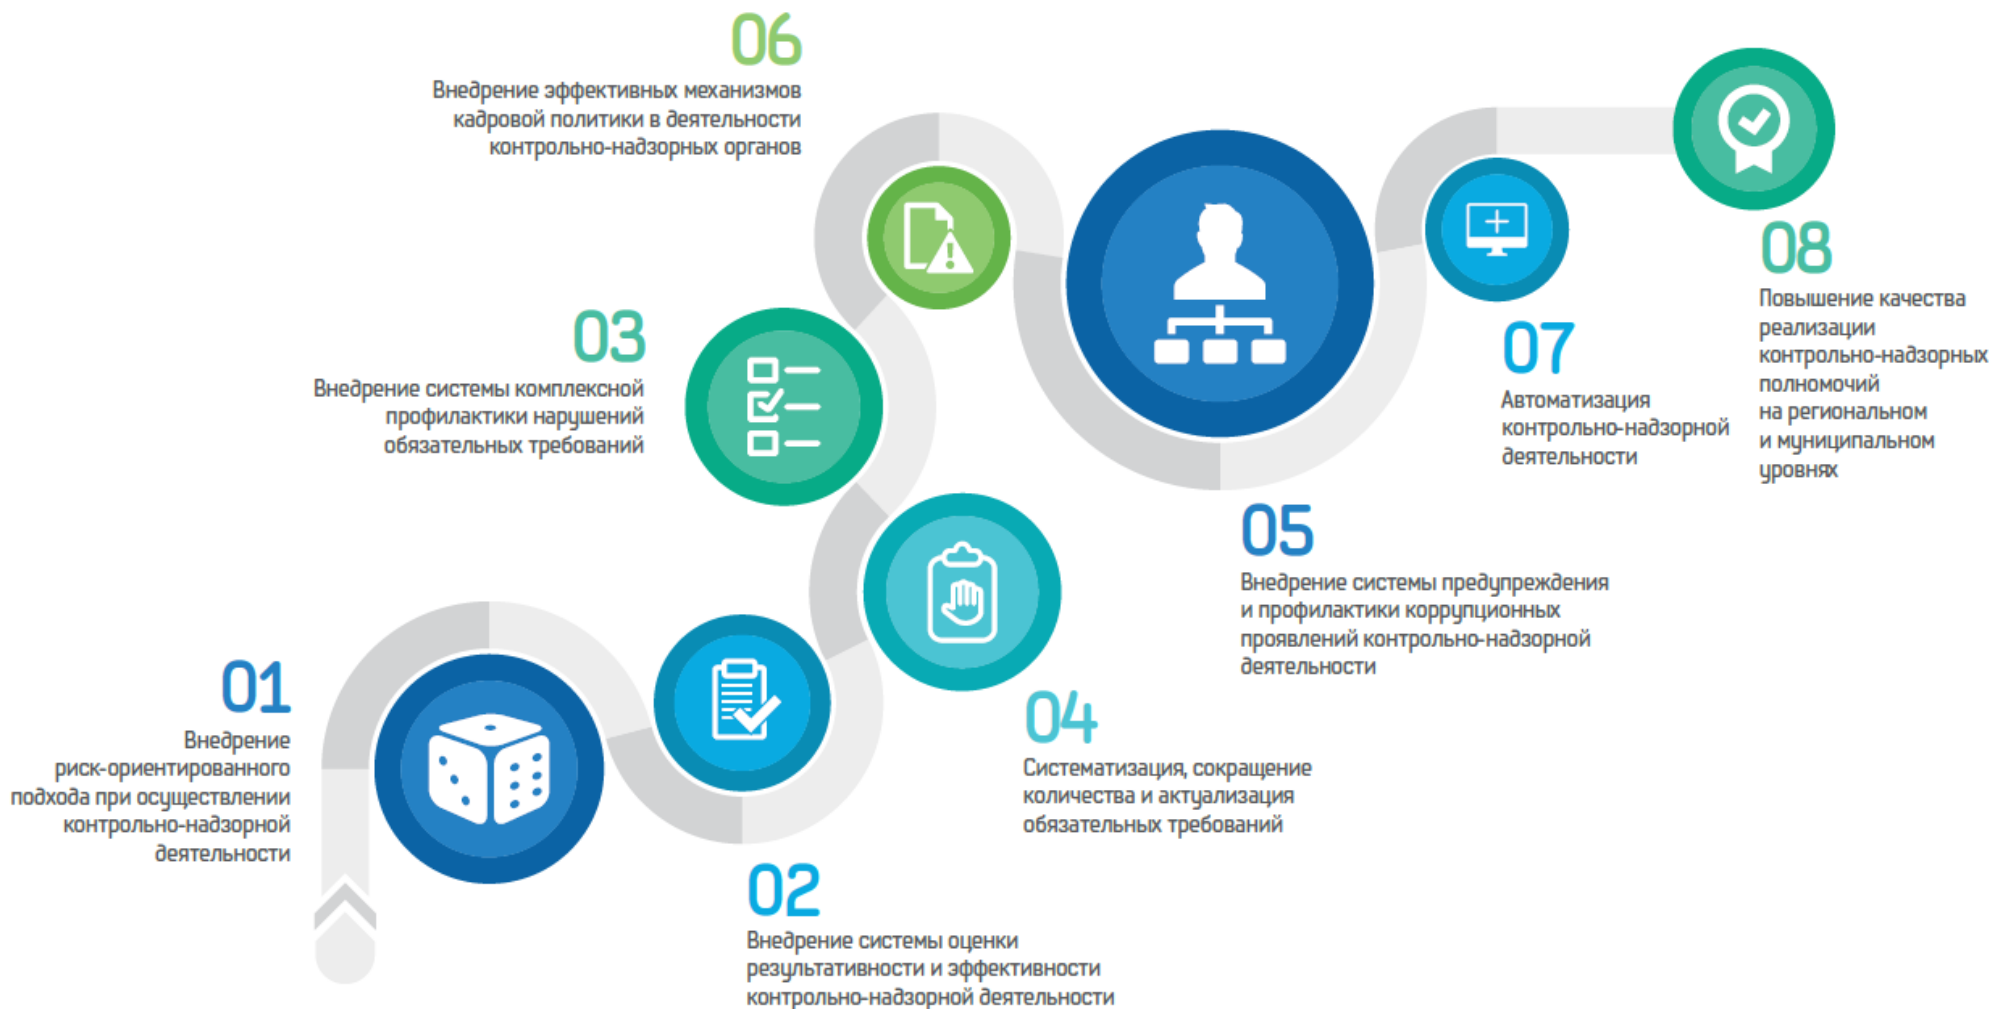 01
Внедрение
риск-ориентированного
подхода при осуществлении
контрольно-надзорной
деятельности
02
Внедрение системы оценки
результативности и эффективности
контрольно-надзорной деятельности
03
Внедрение системы комплексной
профилактики нарушений
обязательных требований
04
Систематизация, сокращение
количества и актуализация
обязательных требований
05
Внедрение системы предупреждения
и профилактики коррупционных
проявлений контрольно-надзорной
деятельности
06
Внедрение эффективных механизмов
кадровой политики в деятельности
контрольно-надзорных органов
07
Автоматизация
контрольно-надзорной
деятельности
08
Повышение качества
реализации
контрольно-надзорных
полномочий
на региональном
и муниципальном
уровнях